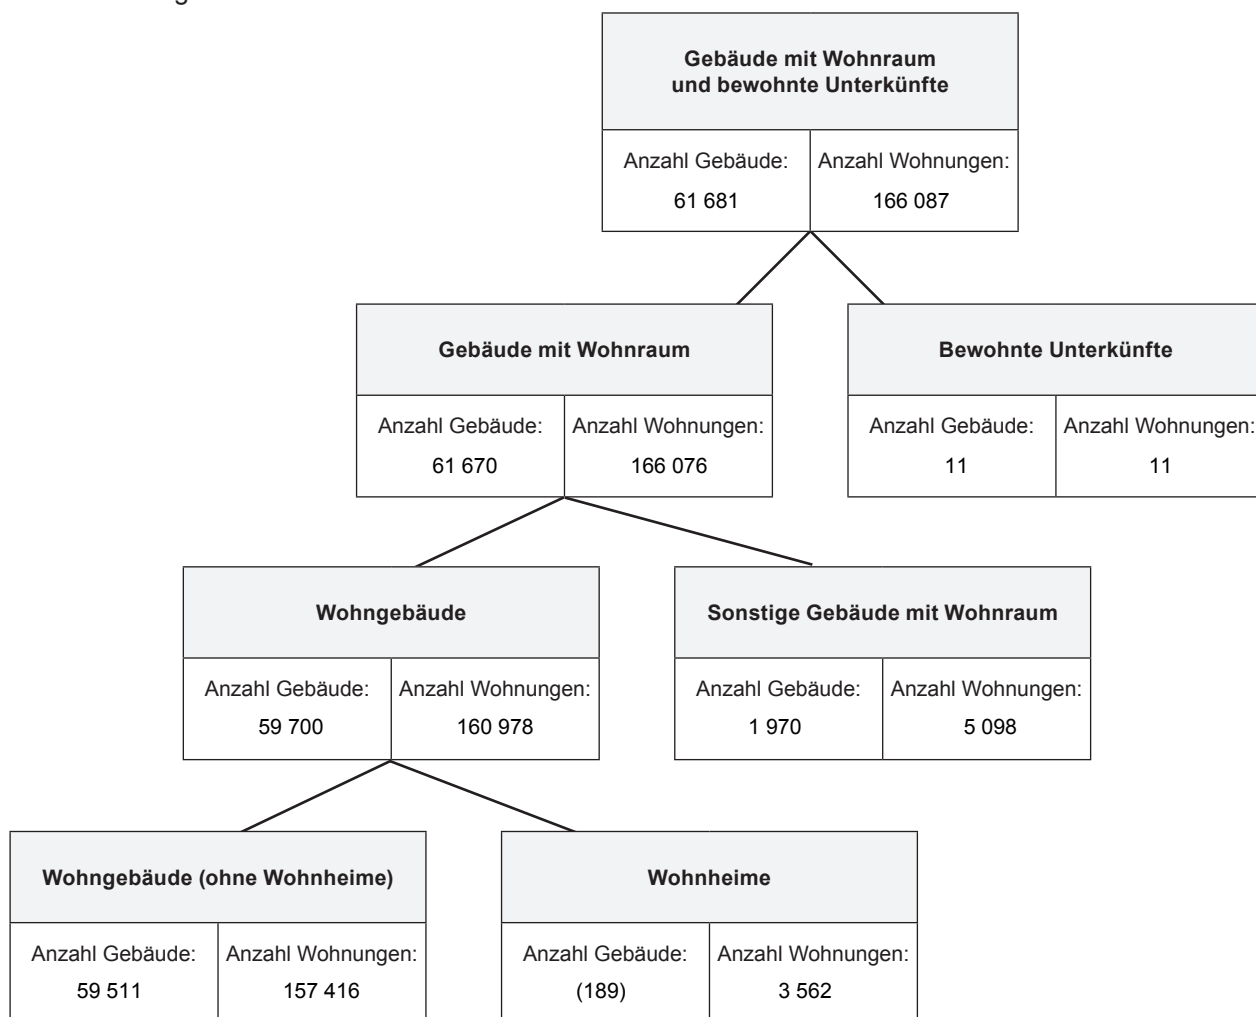 Gebäude mit Wohnraum
und bewohnte Unterkünfte
Anzahl Gebäude:
61 681
Anzahl Wohnungen:
166 087
Gebäude mit Wohnraum
Anzahl Gebäude:
61 670
Anzahl Wohnungen:
166 076
Bewohnte Unterkünfte
Anzahl Gebäude:
11
Anzahl Wohnungen:
11
Wohngebäude
Anzahl Gebäude:
59 700
Anzahl Wohnungen:
160 978
Sonstige Gebäude mit Wohnraum
Anzahl Gebäude:
1 970
Anzahl Wohnungen:
5 098
Wohngebäude (ohne Wohnheime)
Anzahl Gebäude:
59 511
Anzahl Wohnungen:
157 416
Wohnheime
Anzahl Gebäude:
(189)
Anzahl Wohnungen:
3 562